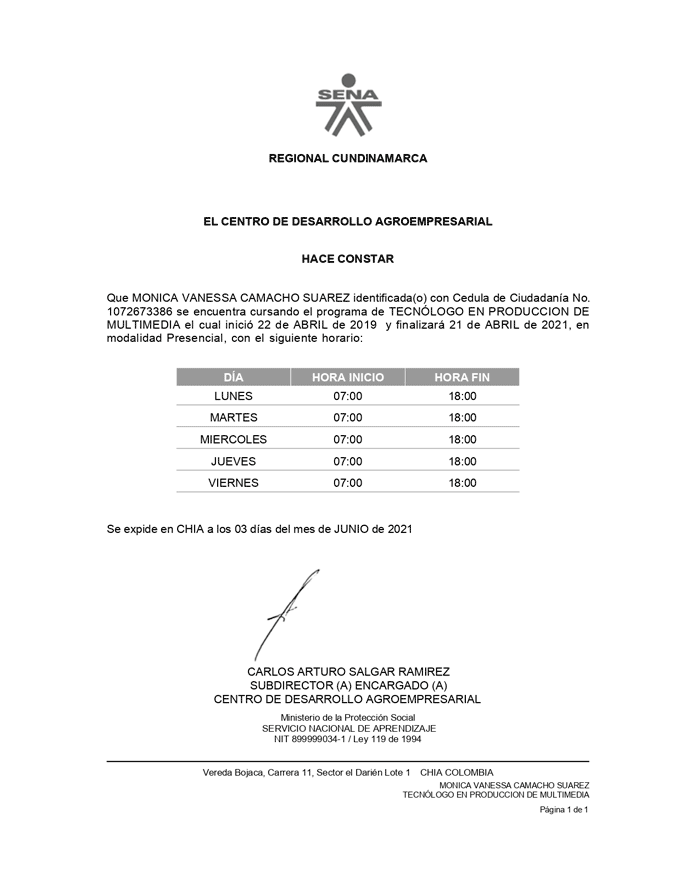 SENA
REGIONAL CUNDINAMARCA
EL CENTRO DE DESARROLLO AGROEMPRESARIAL
HACE CONSTAR
Que MONICA VANESSA CAMACHO SUAREZ identificada(o) con Cedula de Ciudadanía No.
1072673386 se encuentra cursando el programa de TECNÓLOGO EN PRODUCCION DE
MULTIMEDIA el cual inició 22 de ABRIL de 2019 y finalizará 21 de ABRIL de 2021, en
modalidad Presencial, con el siguiente horario:
DÍA HORA INICIO HORA FIN
LUNES 07:00 18:00
MARTES 07:00 18:00
MIERCOLES 07:00 18:00
JUEVES 07:00 18:00
VIERNES 07:00 18:00
Se expide en CHIA a los 03 días del mes de JUNIO de 2021
CARLOS ARTURO SALGAR RAMIREZ
SUBDIRECTOR (A) ENCARGADO (A)
CENTRO DE DESARROLLO AGROEMPRESARIAL
Ministerio de la Protección Social
SERVICIO NACIONAL DE APRENDIZAJE
NIT 899999034-1 / Ley 119 de 1994
Vereda Bojaca, Carrera 11, Sector el Darién Lote 1 CHIA COLOMBIA
MONICA VANESSA CAMACHO SUAREZ
TECNÓLOGO EN PRODUCCION DE MULTIMEDIA
Página 1 de 1